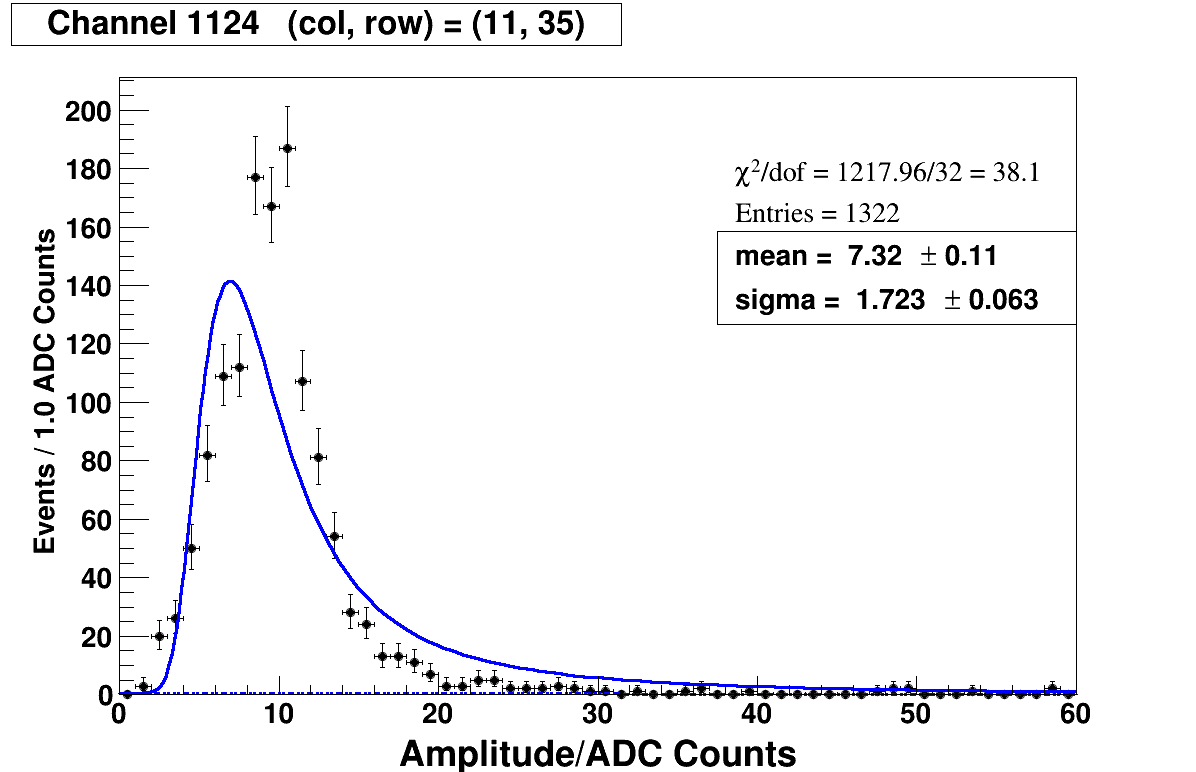 Channel 1124 (col, row) = (11, 35)
200
180
160
140
120
100
80
60
40
20
0
Events / 1.0 ADC Counts
χ²/dof = 1217.96/32 = 38.1
Entries = 1322
mean = 7.32 ± 0.11
sigma = 1.723 ± 0.063
0 10 20 30 40 50 60
Amplitude/ADC Counts